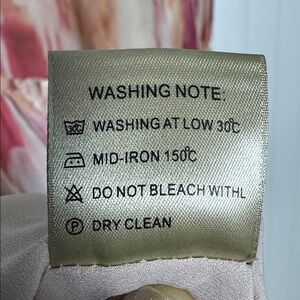 WASHING NOTE:
WASHING AT LOW 30℃
MID-IRON 150℃
DO NOT BLEACH WITHL
P DRY CLEAN